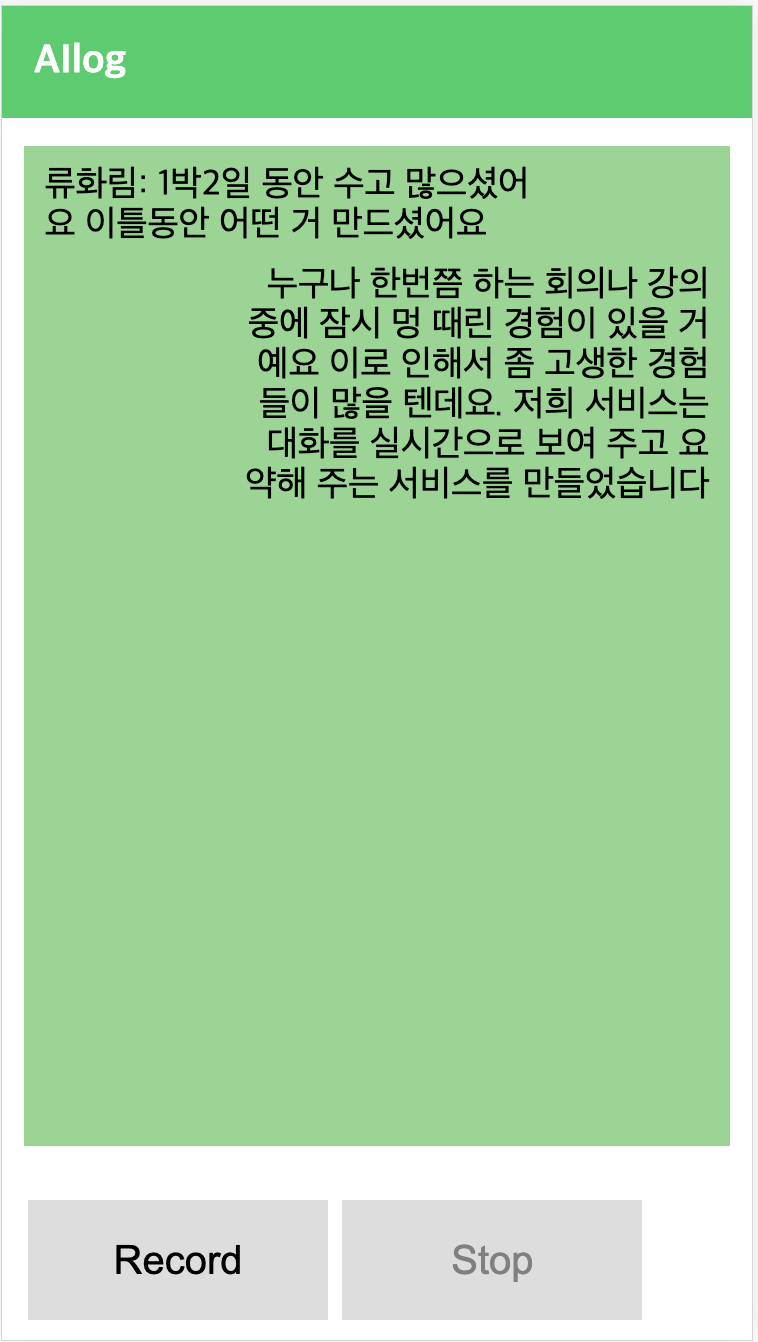 AIlog
류화림: 1박2일 동안 수고 많으셨어
요 이틀동안 어떤 거 만드셨어요
누구나 한번쯤 하는 회의나 강의
중에 잠시 멍 때린 경험이 있을 거
예요 이로 인해서 좀 고생한 경험
들이 많을 텐데요. 저희 서비스는
대화를 실시간으로 보여 주고 요
약해 주는 서비스를 만들었습니다
Record
Stop